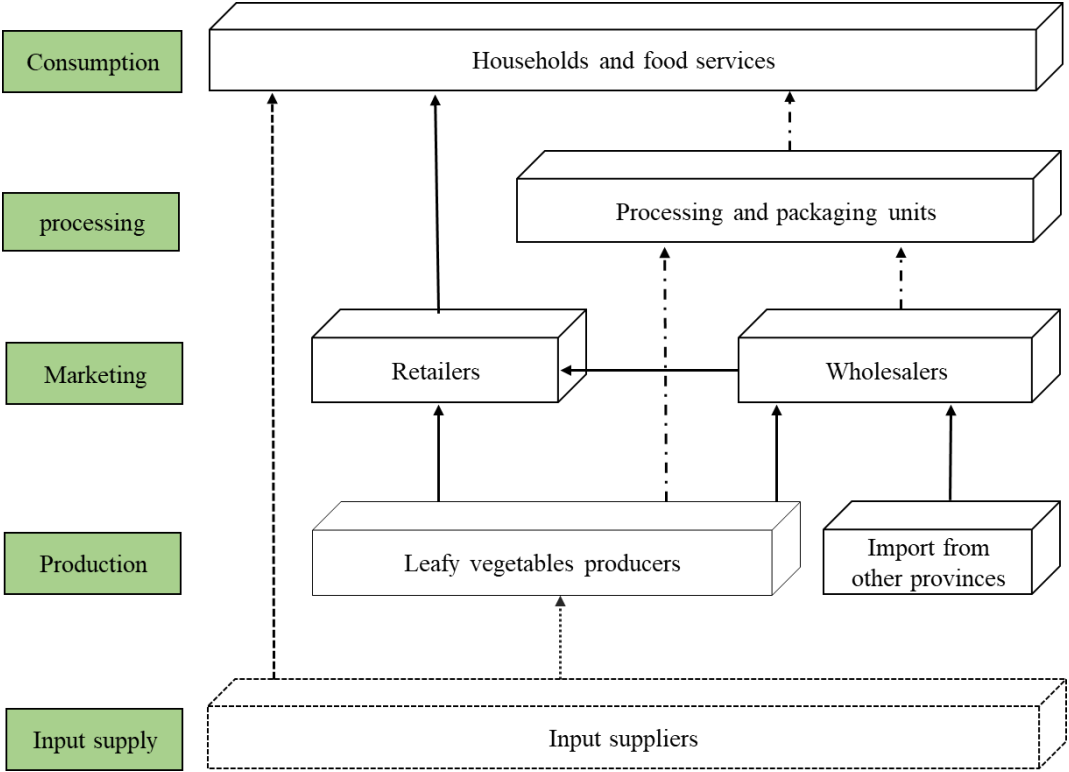 Consumption
Households and food services
processing
Processing and packaging units
Marketing
Retailers
Wholesalers
Production
Leafy vegetables producers
Import from
other provinces
Input supply
Input suppliers